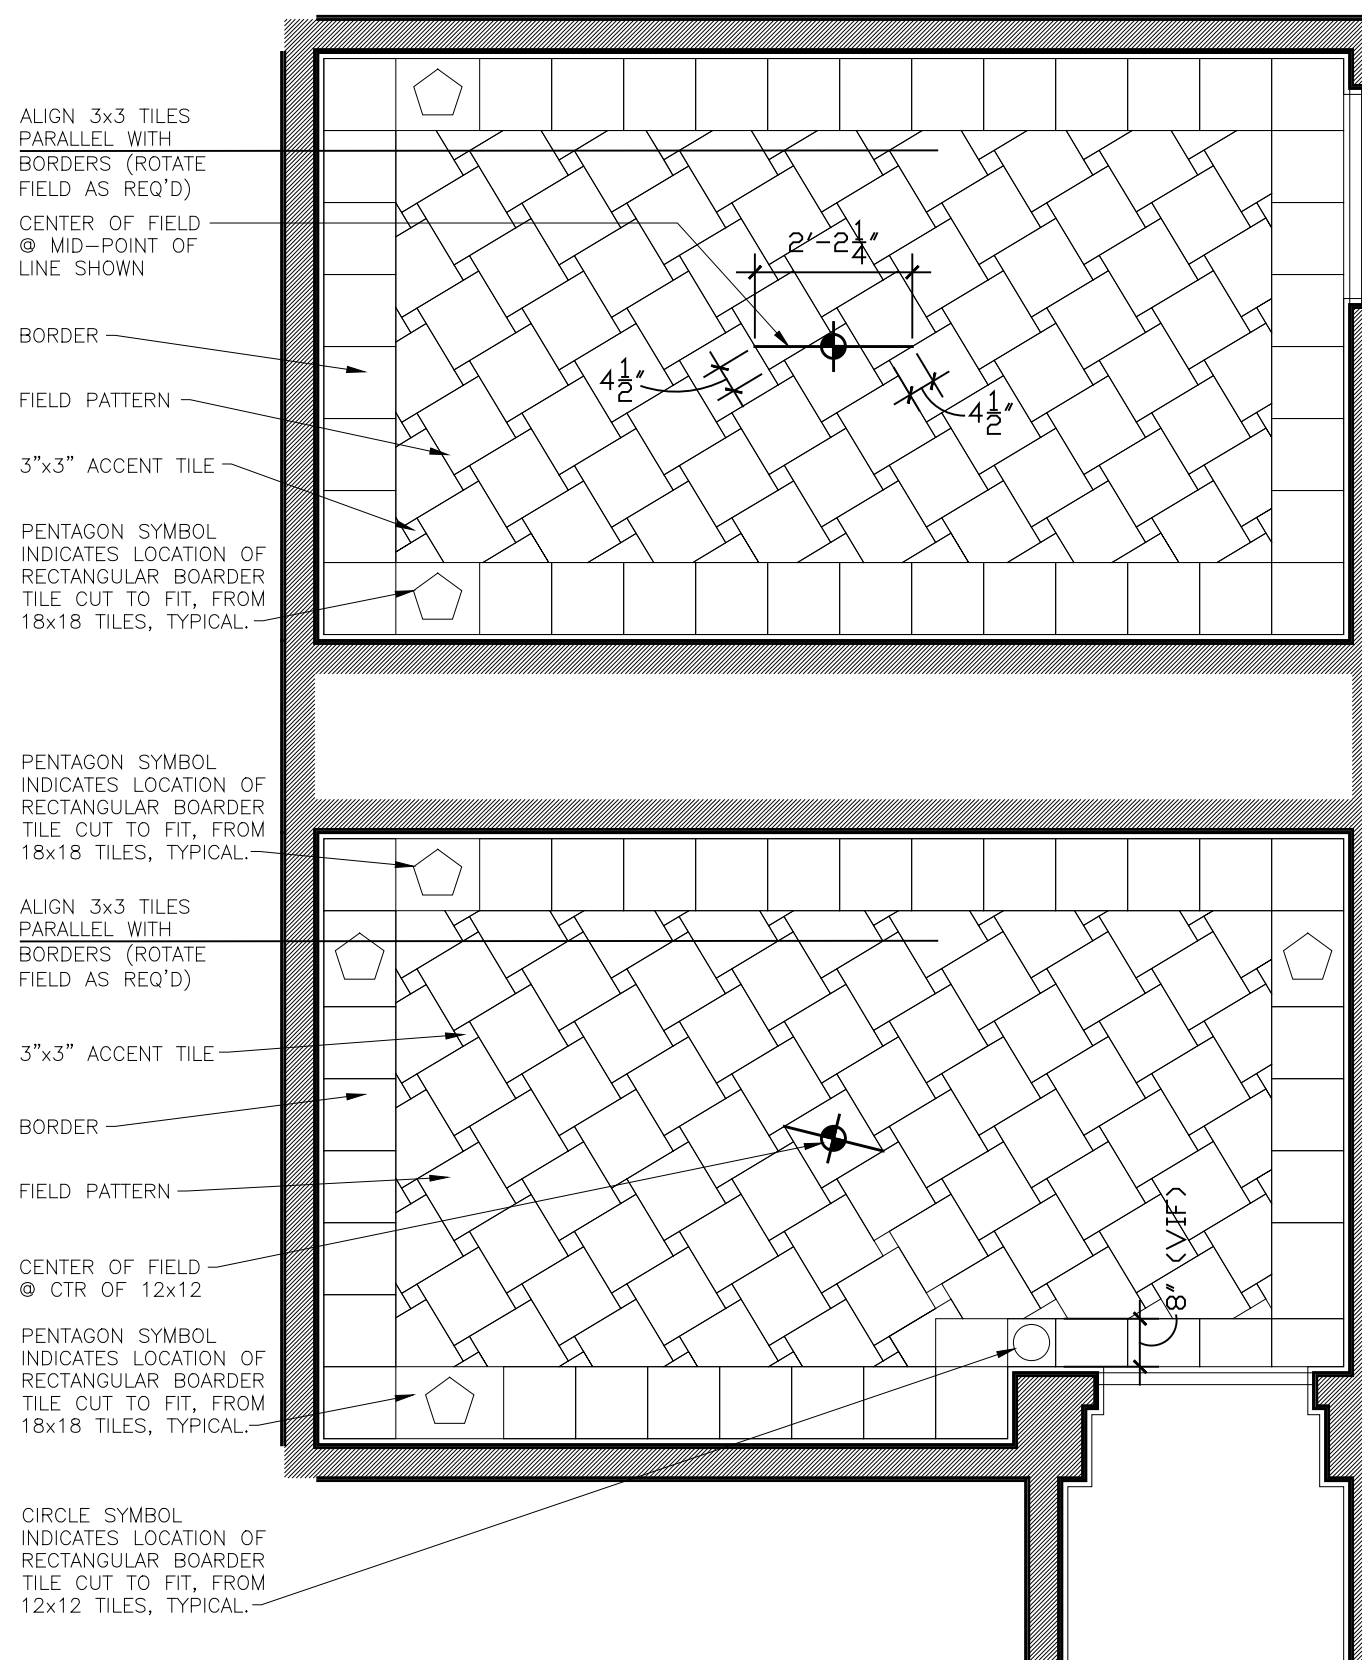 ALIGN 3x3 TILES
PARALLEL WITH
BORDERS (ROTATE
FIELD AS REQ'D)
CENTER OF FIELD
@ MID-POINT OF
LINE SHOWN
2'-2 1/4"
BORDER
4 1/2"
4 1/2"
FIELD PATTERN
3"x3" ACCENT TILE
PENTAGON SYMBOL
INDICATES LOCATION OF
RECTANGULAR BOARDER
TILE CUT TO FIT, FROM
18x18 TILES, TYPICAL.
PENTAGON SYMBOL
INDICATES LOCATION OF
RECTANGULAR BOARDER
TILE CUT TO FIT, FROM
18x18 TILES, TYPICAL.
ALIGN 3x3 TILES
PARALLEL WITH
BORDERS (ROTATE
FIELD AS REQ'D)
3"x3" ACCENT TILE
BORDER
FIELD PATTERN
8" (VIF)
CENTER OF FIELD
@ CTR OF 12x12
PENTAGON SYMBOL
INDICATES LOCATION OF
RECTANGULAR BOARDER
TILE CUT TO FIT, FROM
18x18 TILES, TYPICAL.
CIRCLE SYMBOL
INDICATES LOCATION OF
RECTANGULAR BOARDER
TILE CUT TO FIT, FROM
12x12 TILES, TYPICAL.